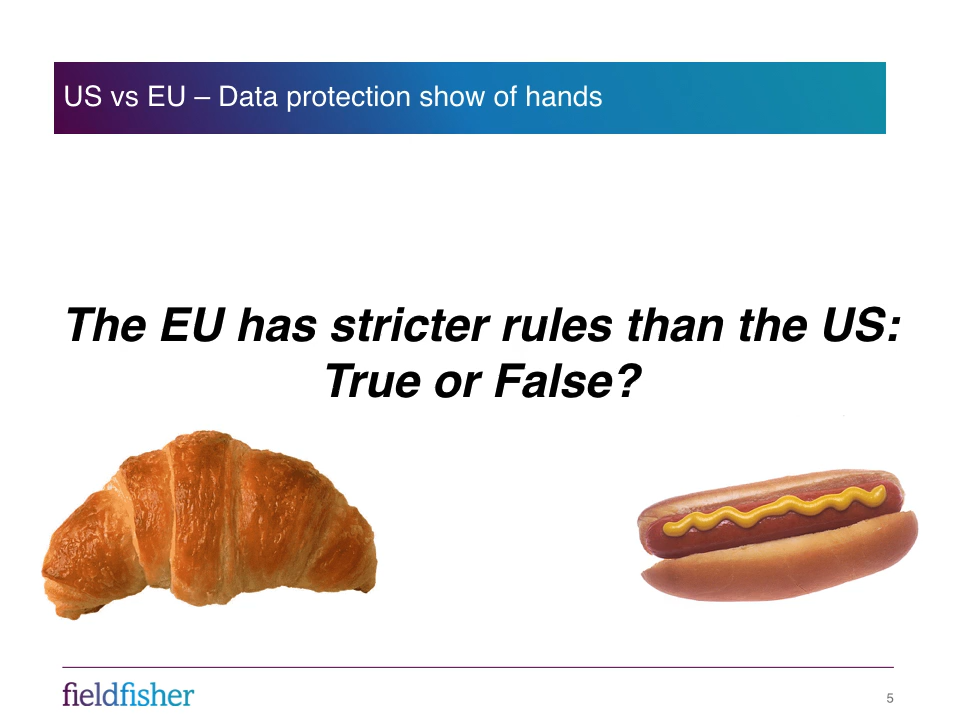 US vs EU – Data protection show of hands
The EU has stricter rules than the US:
True or False?
fieldfisher
5